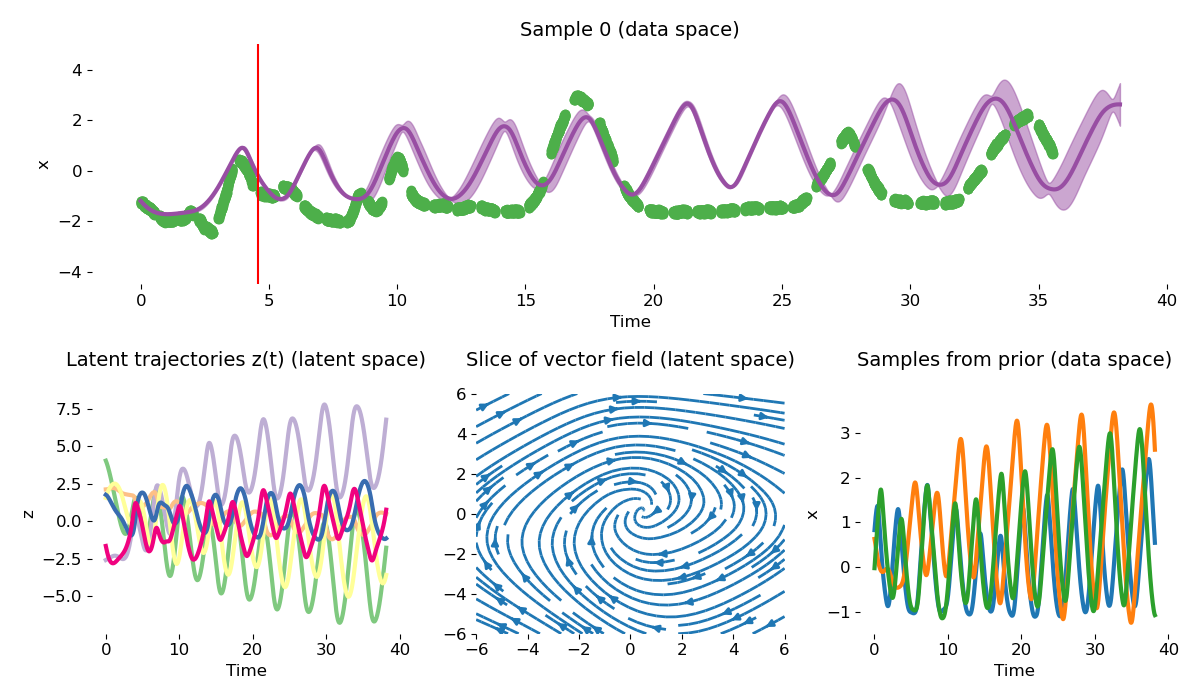 Sample 0 (data space)
4
2
0
−2
−4
x
0 5 10 15 20 25 30 35 40
Time
Latent trajectories z(t) (latent space)
7.5
5.0
2.5
0.0
−2.5
−5.0
z
0 10 20 30 40
Time
Slice of vector field (latent space)
6
4
2
0
−2
−4
−6
−6 −4 −2 0 2 4 6
Samples from prior (data space)
3
2
1
0
−1
x
0 10 20 30 40
Time